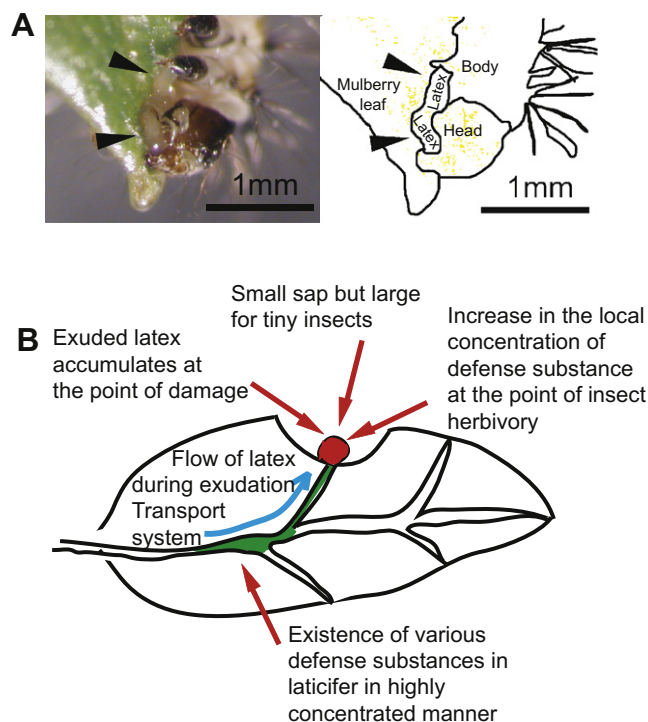 A
1mm
Mulberry
leaf
Body
Latex
Latex
Head
1mm
B
Exuded latex
accumulates at
the point of damage
Small sap but large
for tiny insects
Increase in the local
concentration of
defense substance
at the point of insect
herbivory
Flow of latex
during exudation
Transport
system
Existence of various
defense substances in
laticifer in highly
concentrated manner